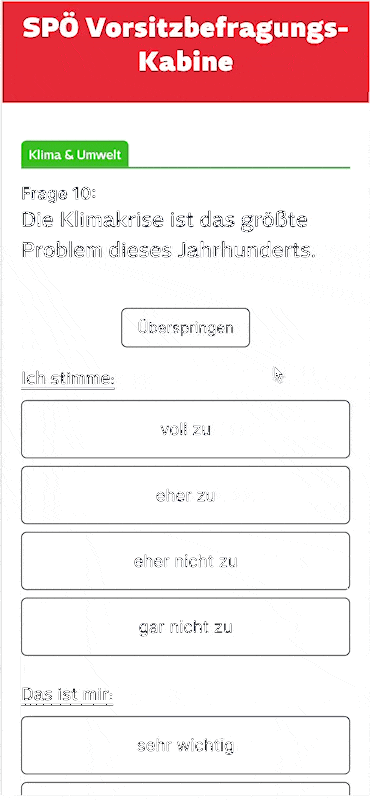 SPÖ Vorsitzbefragungs-
Kabine
Klima & Umwelt
Frage 10:
Die Klimakrise ist das größte
Problem dieses Jahrhunderts.
Überspringen
Ich stimme:
voll zu
eher zu
eher nicht zu
gar nicht zu
Das ist mir:
sehr wichtig